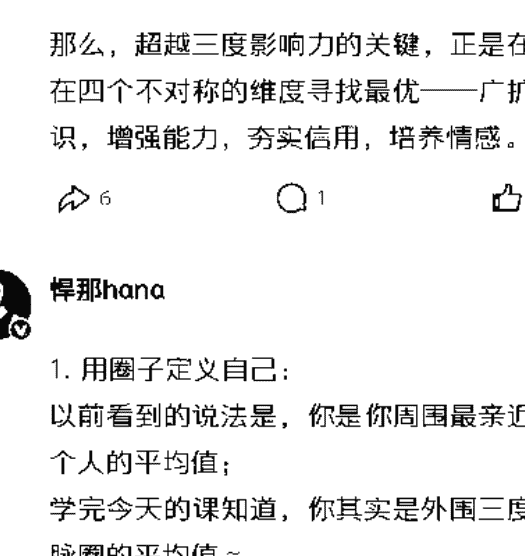 那么，超越三度影响力的关键，正是在
在四个不对称的维度寻找最优——广扩
识，增强能力，夯实信用，培养情感。
6 1
悍那hana
1. 用圈子定义自己：
以前看到的说法是，你是你周围最亲近
个人的平均值；
学完今天的课知道，你其实是外围三度
脉圈的平均值～